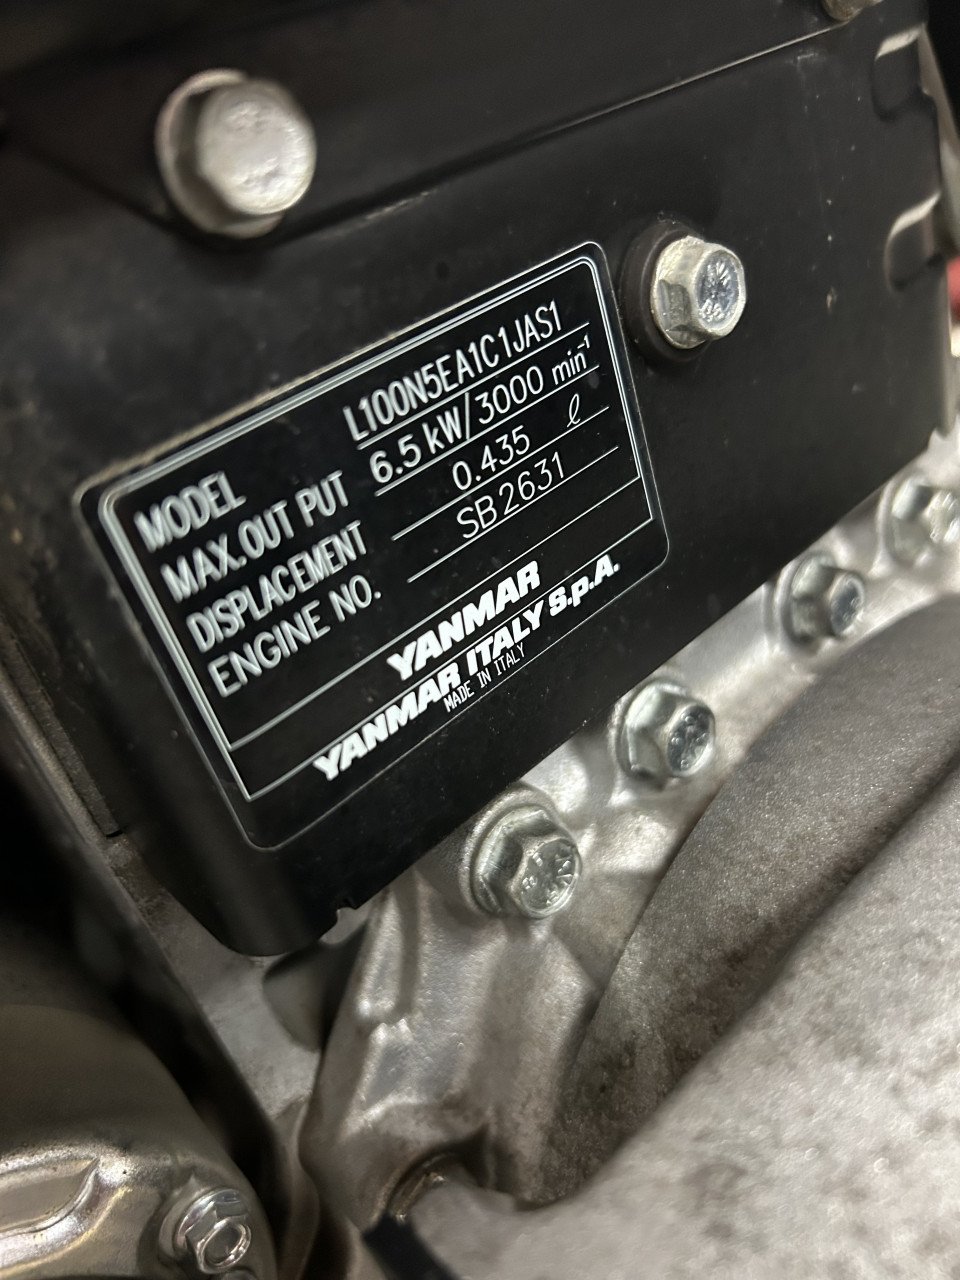 MODEL L100N5EA1C1JAS1
MAX.OUT PUT 6.5 kW/3000 min⁻¹
DISPLACEMENT 0.435 ℓ
ENGINE NO. SB2631
YANMAR
YANMAR ITALY S.p.A.
MADE IN ITALY